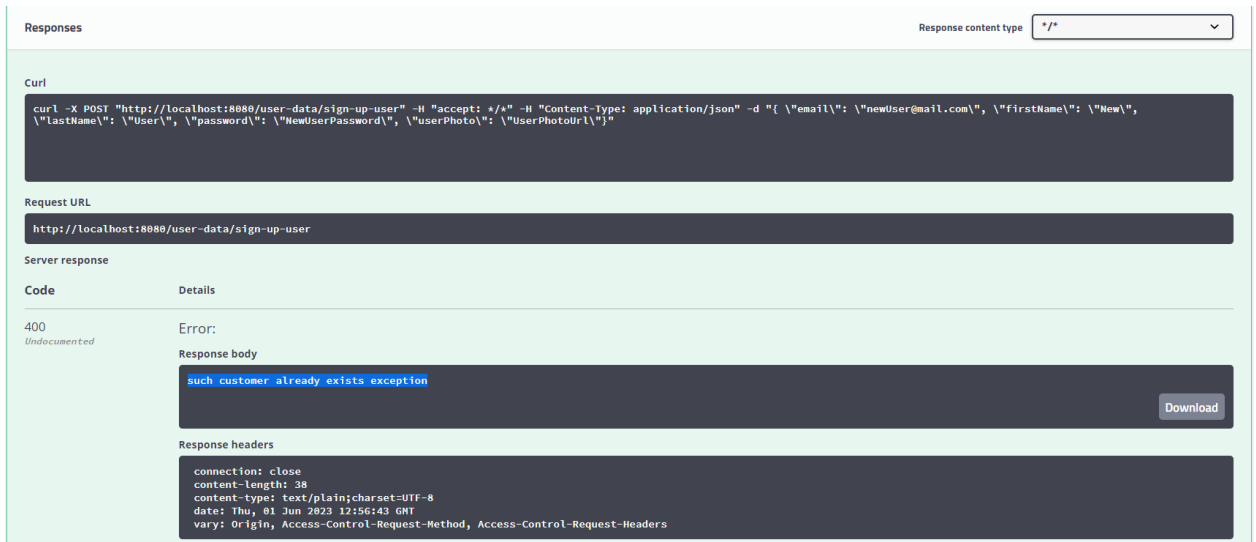 Responses
Response content type */*
Curl
curl -X POST "http://localhost:8080/user-data/sign-up-user" -H "accept: */*" -H "Content-Type: application/json" -d "{ \"email\": \"newUser@mail.com\", \"firstName\": \"New\",
\"lastName\": \"User\", \"password\": \"NewUserPassword\", \"userPhoto\": \"UserPhotoUrl\"}"
Request URL
http://localhost:8080/user-data/sign-up-user
Server response
Code Details
400 Error:
Undocumented
Response body
such customer already exists exception
Download
Response headers
connection: close
content-length: 38
content-type: text/plain;charset=UTF-8
date: Thu, 01 Jun 2023 12:56:43 GMT
vary: Origin, Access-Control-Request-Method, Access-Control-Request-Headers